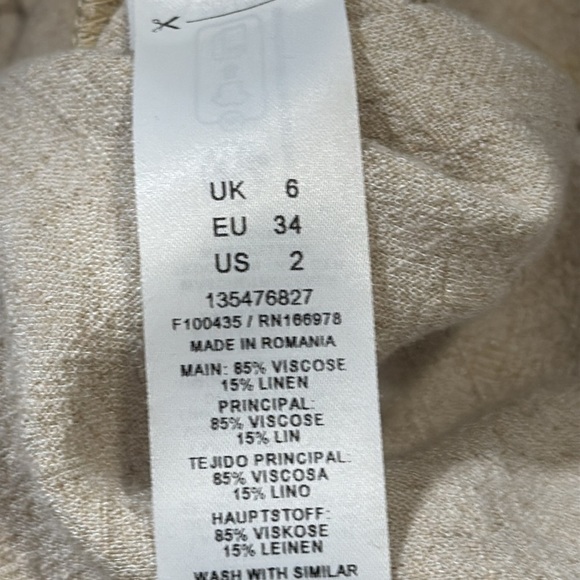 UK 6
EU 34
US 2
135476827
F100435 / RN166978
MADE IN ROMANIA
MAIN: 85% VISCOSE
15% LINEN
PRINCIPAL:
85% VISCOSE
15% LIN
TEJIDO PRINCIPAL:
85% VISCOSA
15% LINO
HAUPTSTOFF:
85% VISKOSE
15% LEINEN
WASH WITH SIMILAR